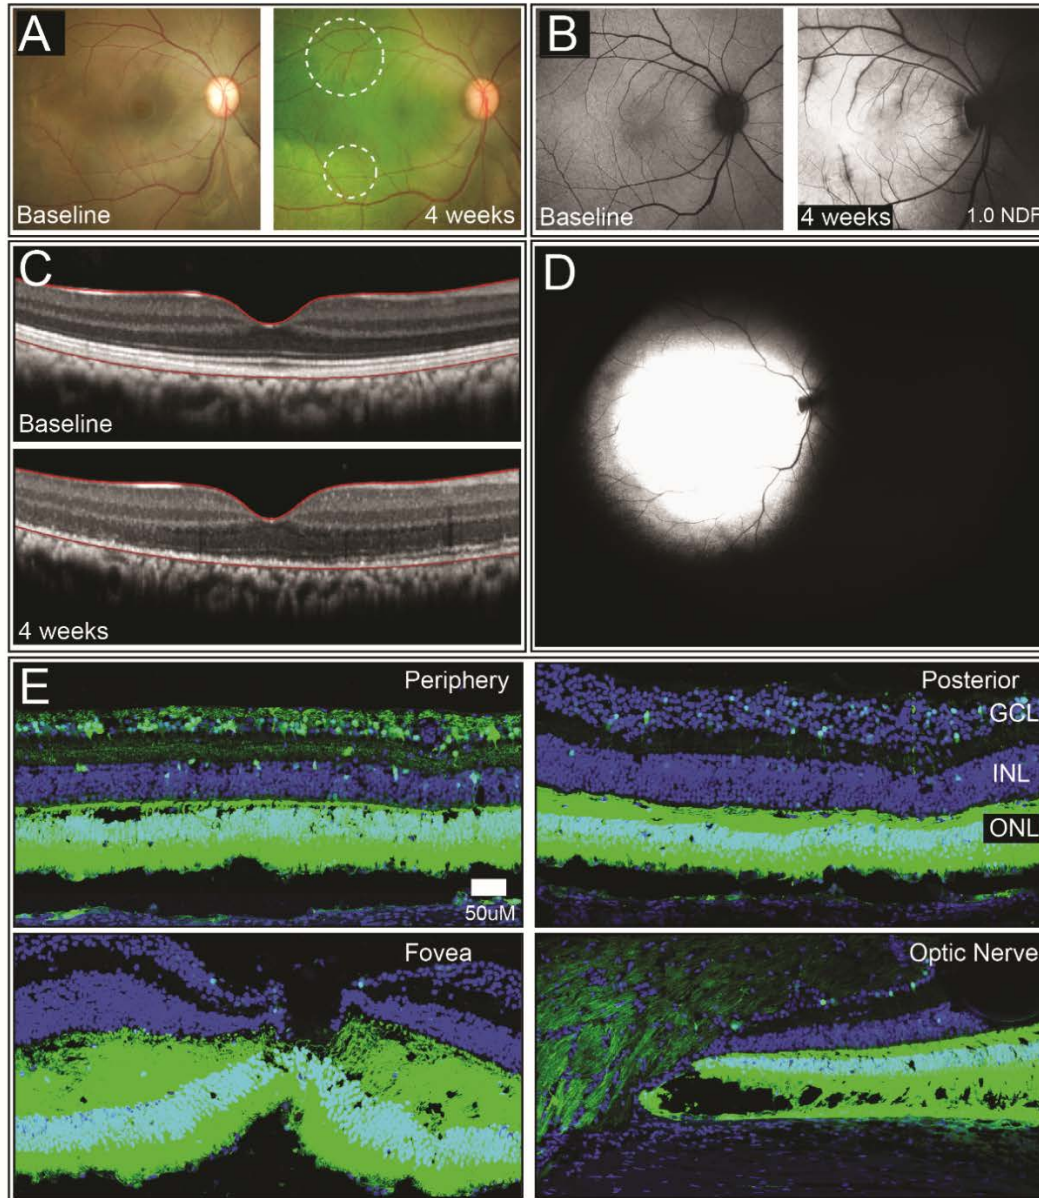 A
Baseline
4 weeks
B
Baseline
4 weeks
1.0 NDF
C
Baseline
4 weeks
D
E
Periphery
50uM
Posterior
GCL
INL
ONL
Fovea
Optic Nerve